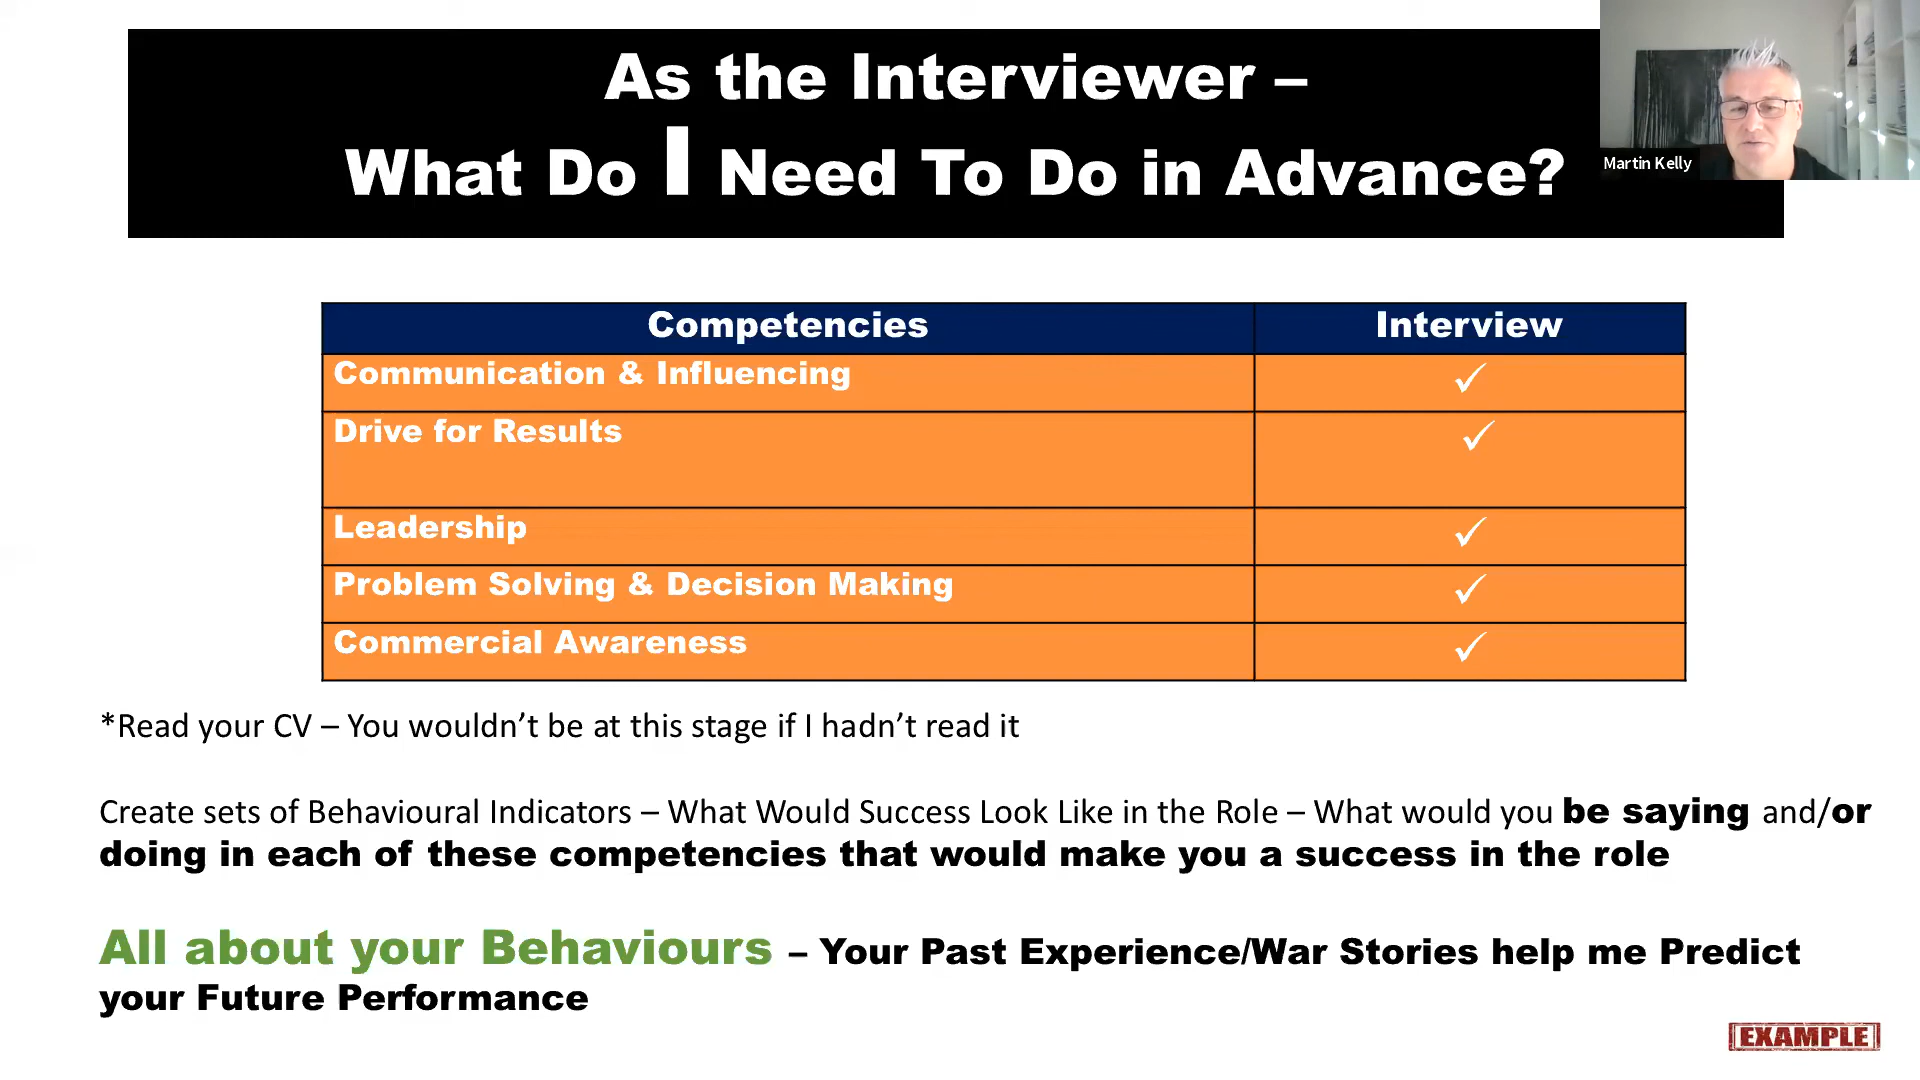 As the Interviewer –
What Do I Need To Do in Advance?
Martin Kelly
Competencies Interview
Communication & Influencing ✓
Drive for Results ✓
Leadership ✓
Problem Solving & Decision Making ✓
Commercial Awareness ✓
*Read your CV – You wouldn’t be at this stage if I hadn’t read it
Create sets of Behavioural Indicators – What Would Success Look Like in the Role – What would you be saying and/or
doing in each of these competencies that would make you a success in the role
All about your Behaviours – Your Past Experience/War Stories help me Predict
your Future Performance
EXAMPLE